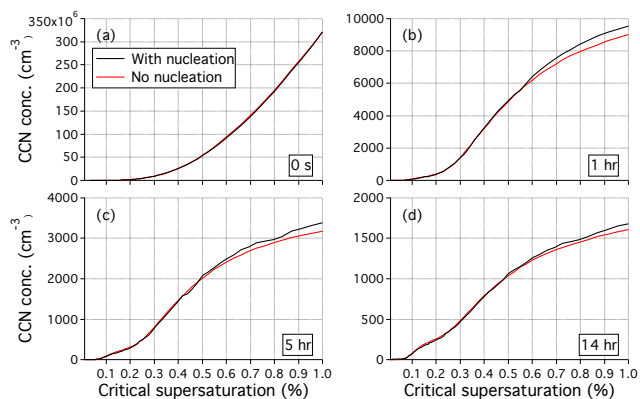 350x10⁶
300
250
200
150
100
50
0
CCN conc. (cm⁻³)
(a)
With nucleation
No nucleation
0 s
10000
8000
6000
4000
2000
0
(b)
1 hr
4000
3000
2000
1000
0
CCN conc. (cm⁻³)
(c)
5 hr
0.1 0.2 0.3 0.4 0.5 0.6 0.7 0.8 0.9 1.0
Critical supersaturation (%)
2000
1500
1000
500
0
(d)
14 hr
0.1 0.2 0.3 0.4 0.5 0.6 0.7 0.8 0.9 1.0
Critical supersaturation (%)